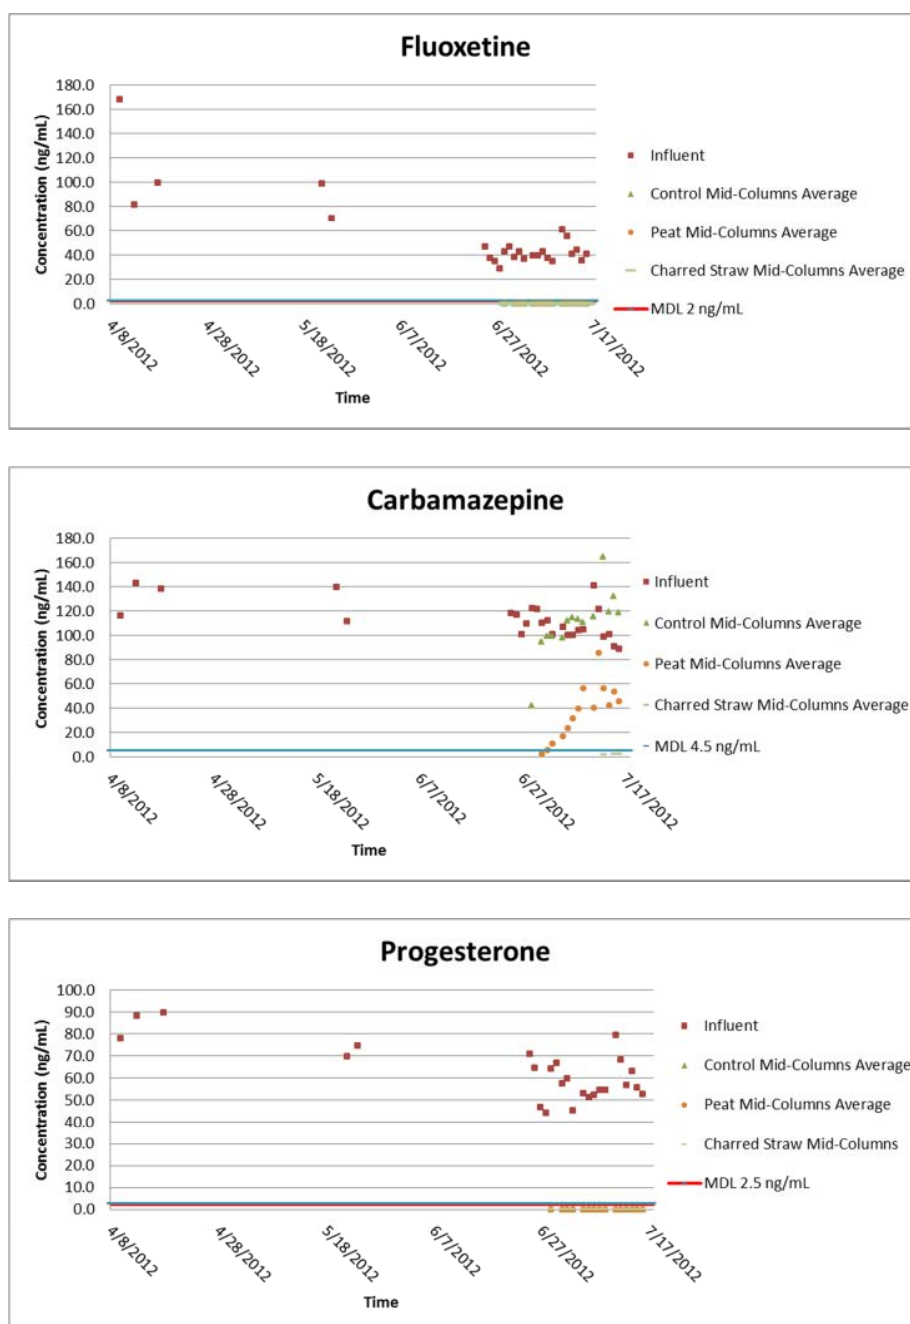 Fluoxetine
Concentration (ng/mL)
180.0
160.0
140.0
120.0
100.0
80.0
60.0
40.0
20.0
0.0
4/8/2012
4/28/2012
5/18/2012
6/7/2012
6/27/2012
7/17/2012
Time
Influent
Control Mid-Columns Average
Peat Mid-Columns Average
Charred Straw Mid-Columns Average
MDL 2 ng/mL
Carbamazepine
Concentration (ng/mL)
180.0
160.0
140.0
120.0
100.0
80.0
60.0
40.0
20.0
0.0
4/8/2012
4/28/2012
5/18/2012
6/7/2012
6/27/2012
7/17/2012
Time
Influent
Control Mid-Columns Average
Peat Mid-Columns Average
Charred Straw Mid-Columns Average
MDL 4.5 ng/mL
Progesterone
Concentration (ng/mL)
100.0
90.0
80.0
70.0
60.0
50.0
40.0
30.0
20.0
10.0
0.0
4/8/2012
4/28/2012
5/18/2012
6/7/2012
6/27/2012
7/17/2012
Time
Influent
Control Mid-Columns Average
Peat Mid-Columns Average
Charred Straw Mid-Columns
MDL 2.5 ng/mL